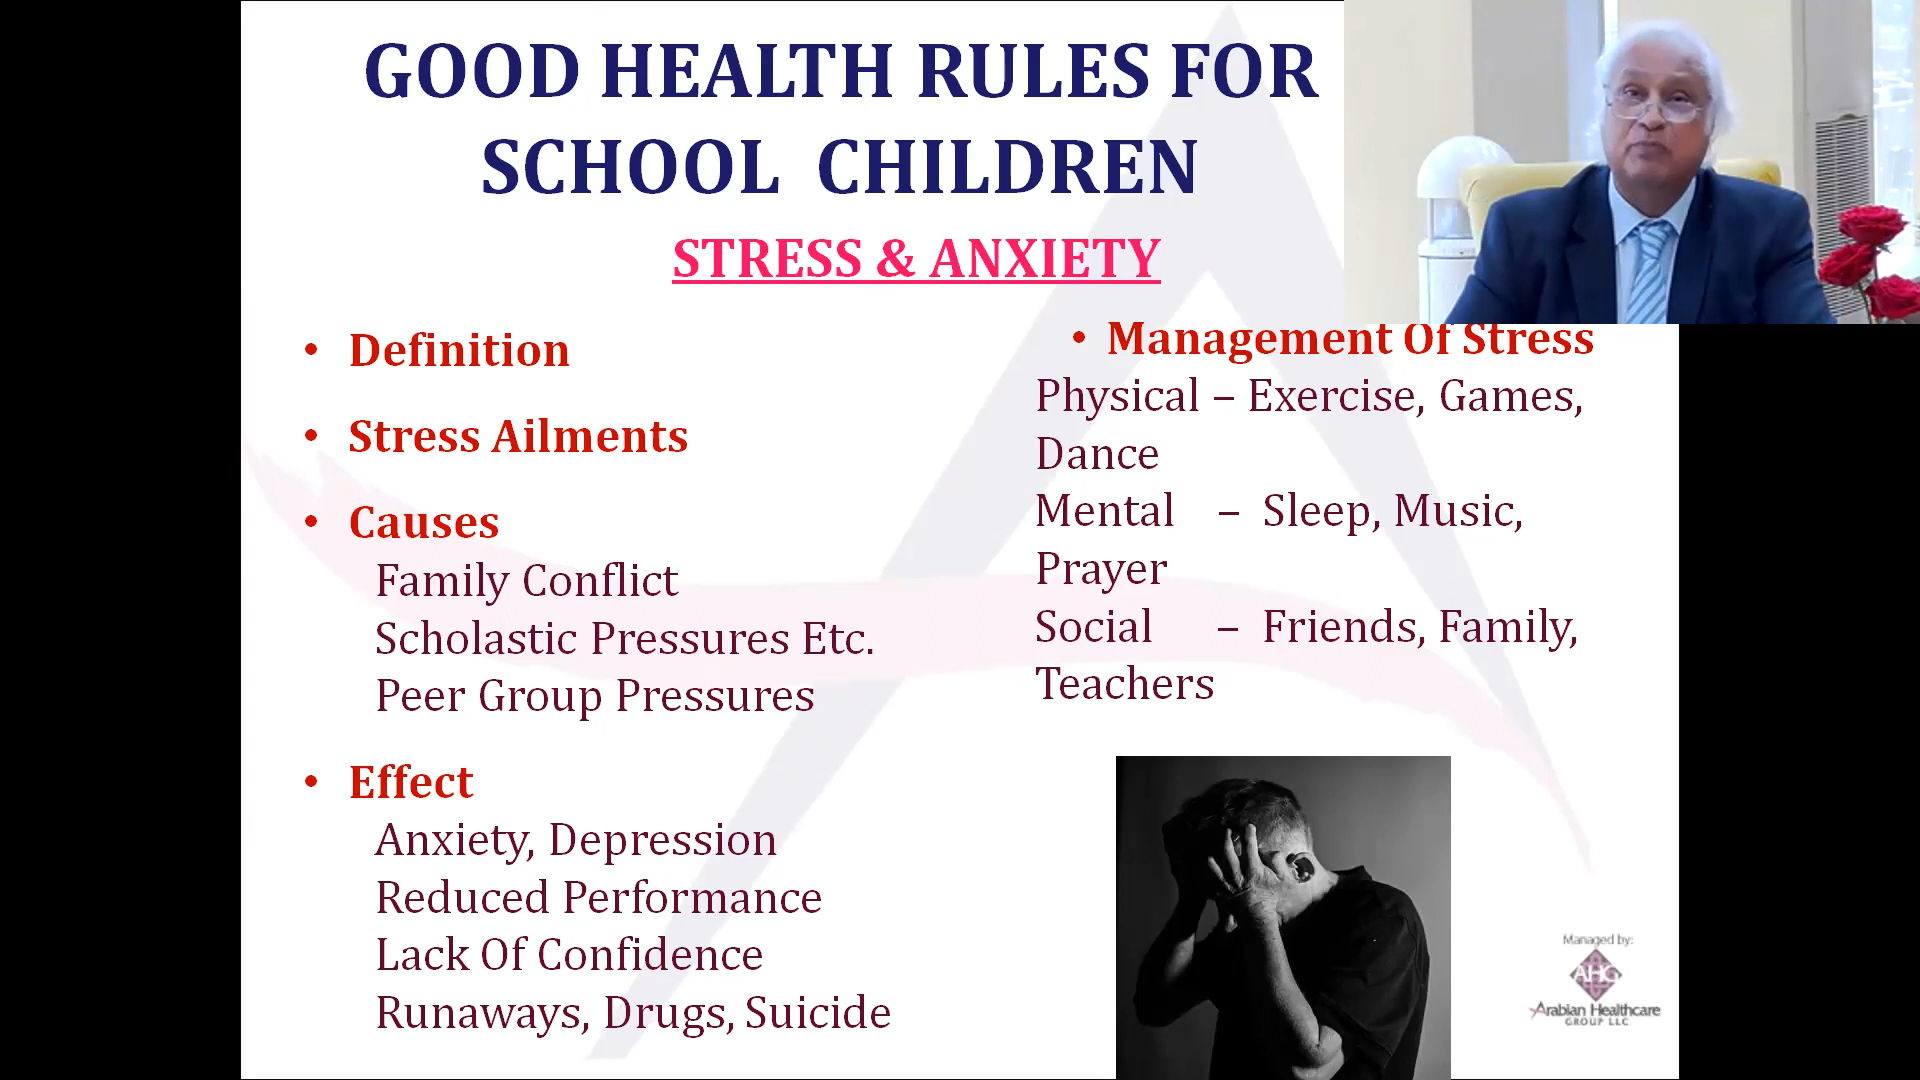 GOOD HEALTH RULES FOR
SCHOOL CHILDREN
STRESS & ANXIETY
• Definition
• Stress Ailments
• Causes
Family Conflict
Scholastic Pressures Etc.
Peer Group Pressures
• Effect
Anxiety, Depression
Reduced Performance
Lack Of Confidence
Runaways, Drugs, Suicide
• Management Of Stress
Physical – Exercise, Games,
Dance
Mental – Sleep, Music,
Prayer
Social – Friends, Family,
Teachers
Managed by:
AHG
Arabian Healthcare
GROUP LLC